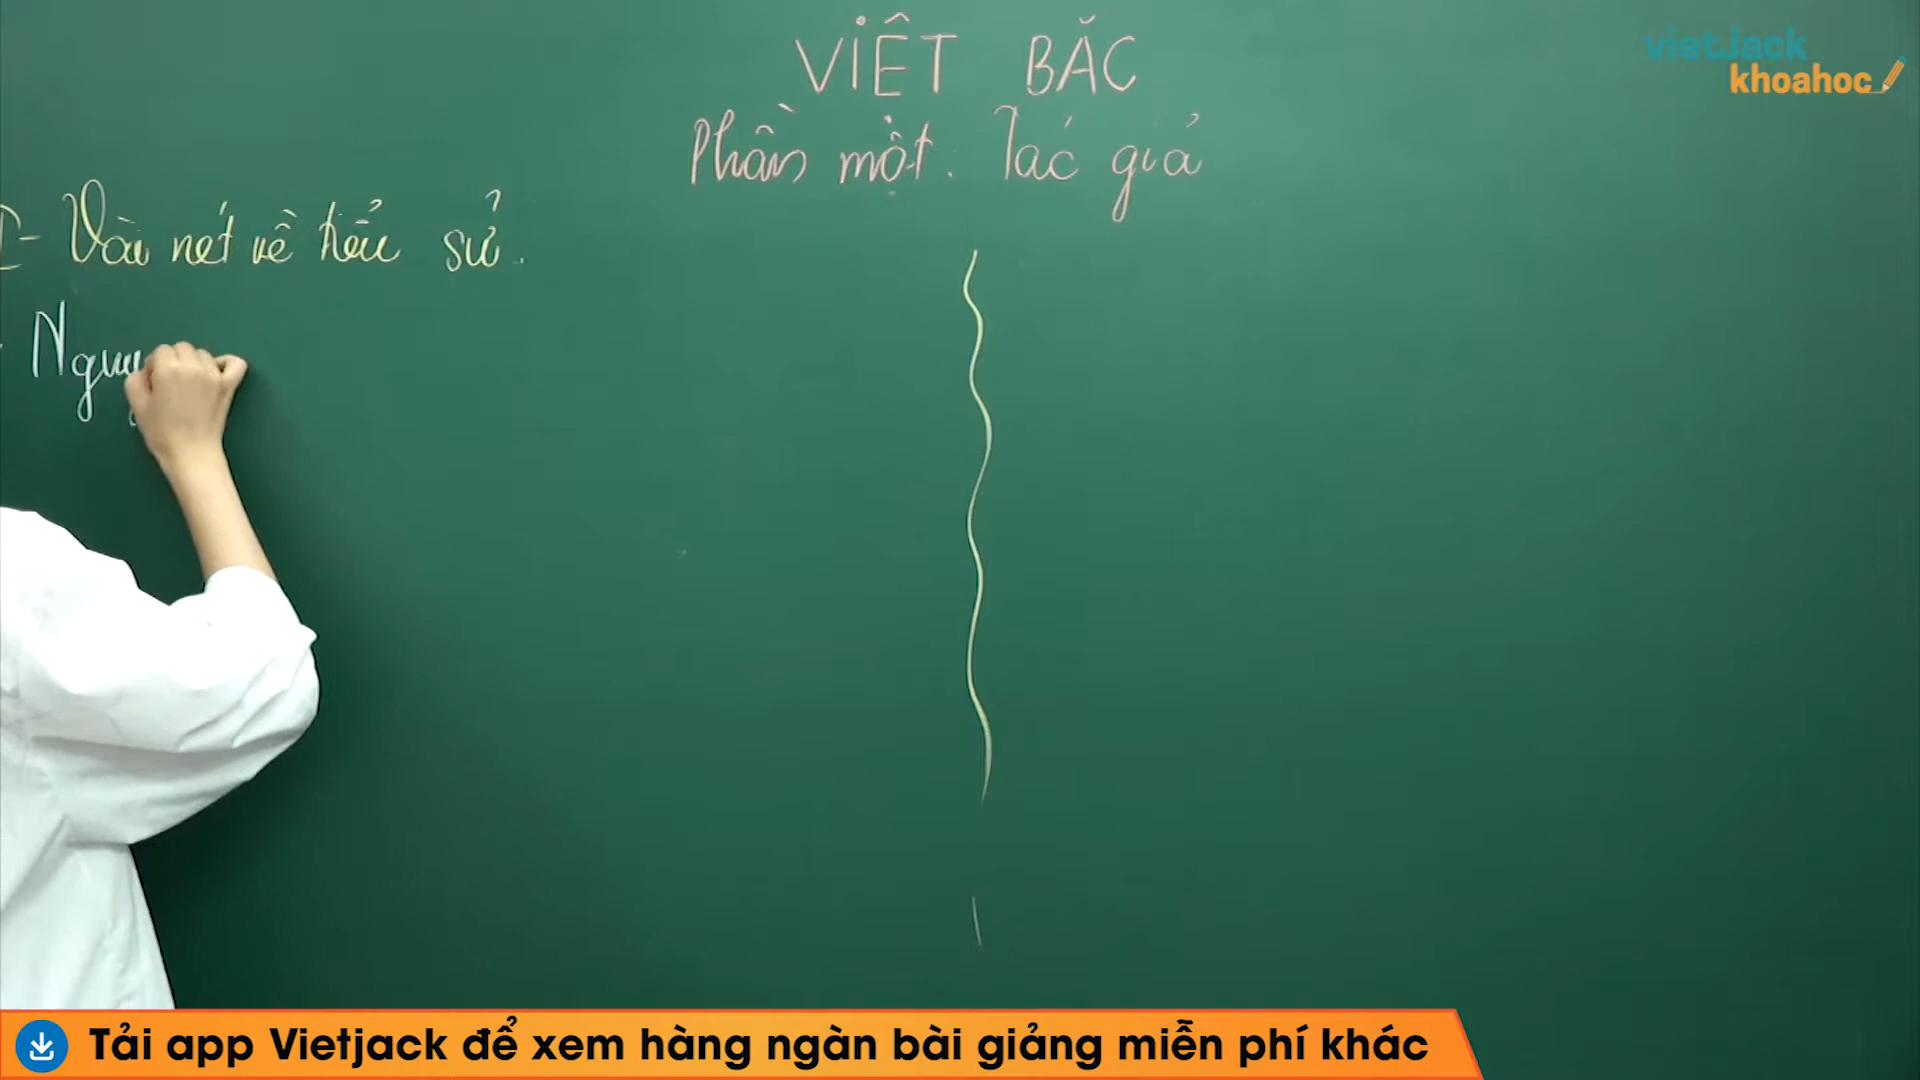 VIỆT BẮC
Phần một: Tác giả
I- Vài nét về tiểu sử.
- Nguy
vietjack
khoahoc
Tải app Vietjack để xem hàng ngàn bài giảng miễn phí khác